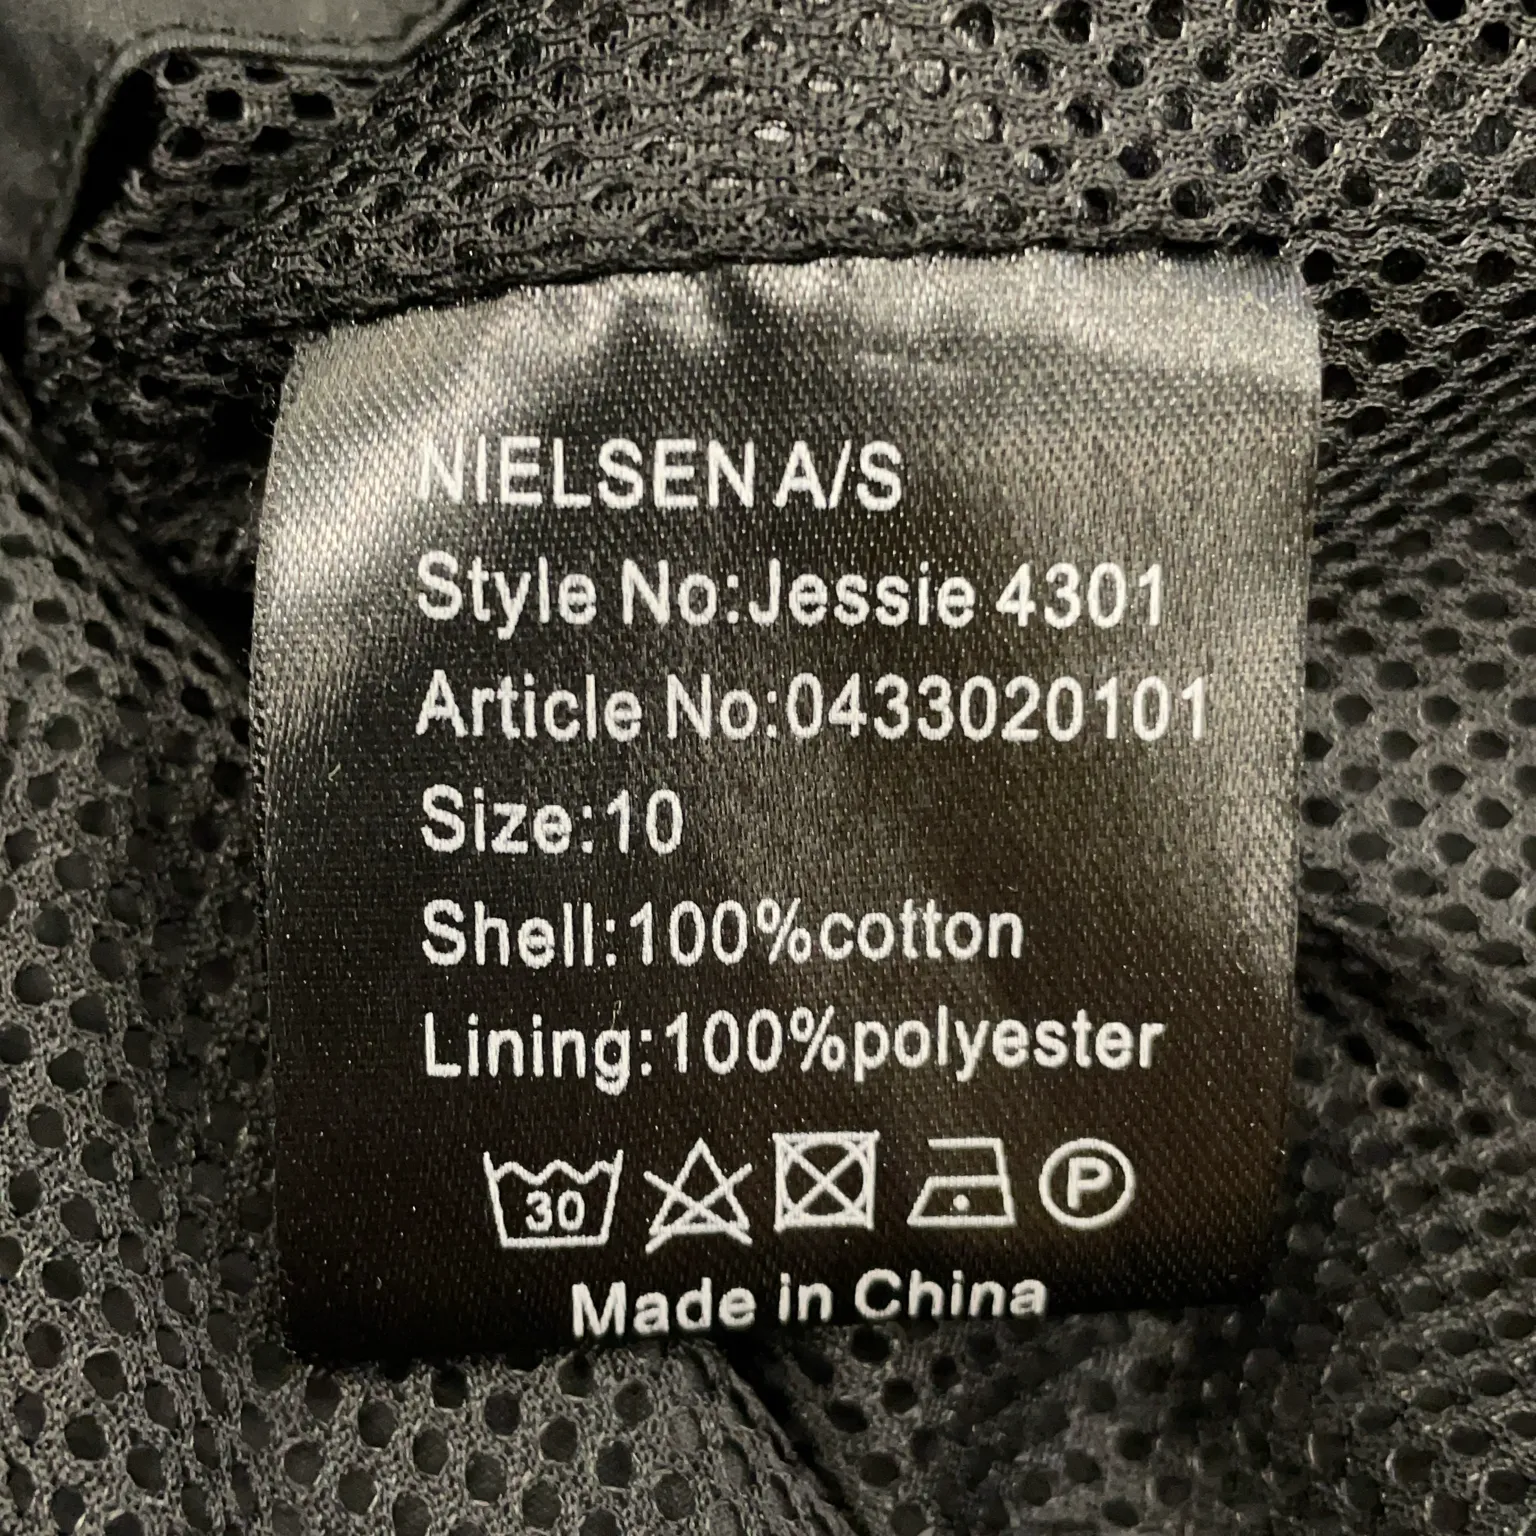 NIELSEN A/S
Style No:Jessie 4301
Article No:0433020101
Size:10
Shell:100%cotton
Lining:100%polyester
30 P
Made in China